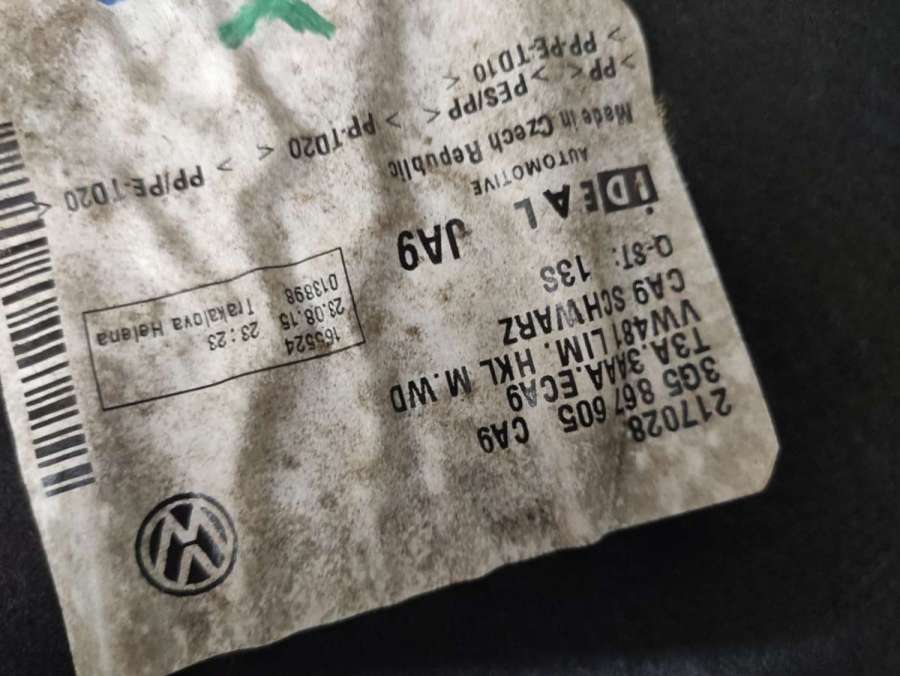 217028
3G5 867 605 CA9
T3A.3AAA.ECA9
VW481 LIM. HKL M.WD
CA9 SCHWARZ
Q-ST: 13S
JA9
165524
23.08.15 23:23
013898 Trakalova Helena
IDEAL
AUTOMOTIVE
Made in Czech Republic
>PP< >PES/PP< >PP-TD20< >PP/PE-TD20<
>PP-PE-TD10<